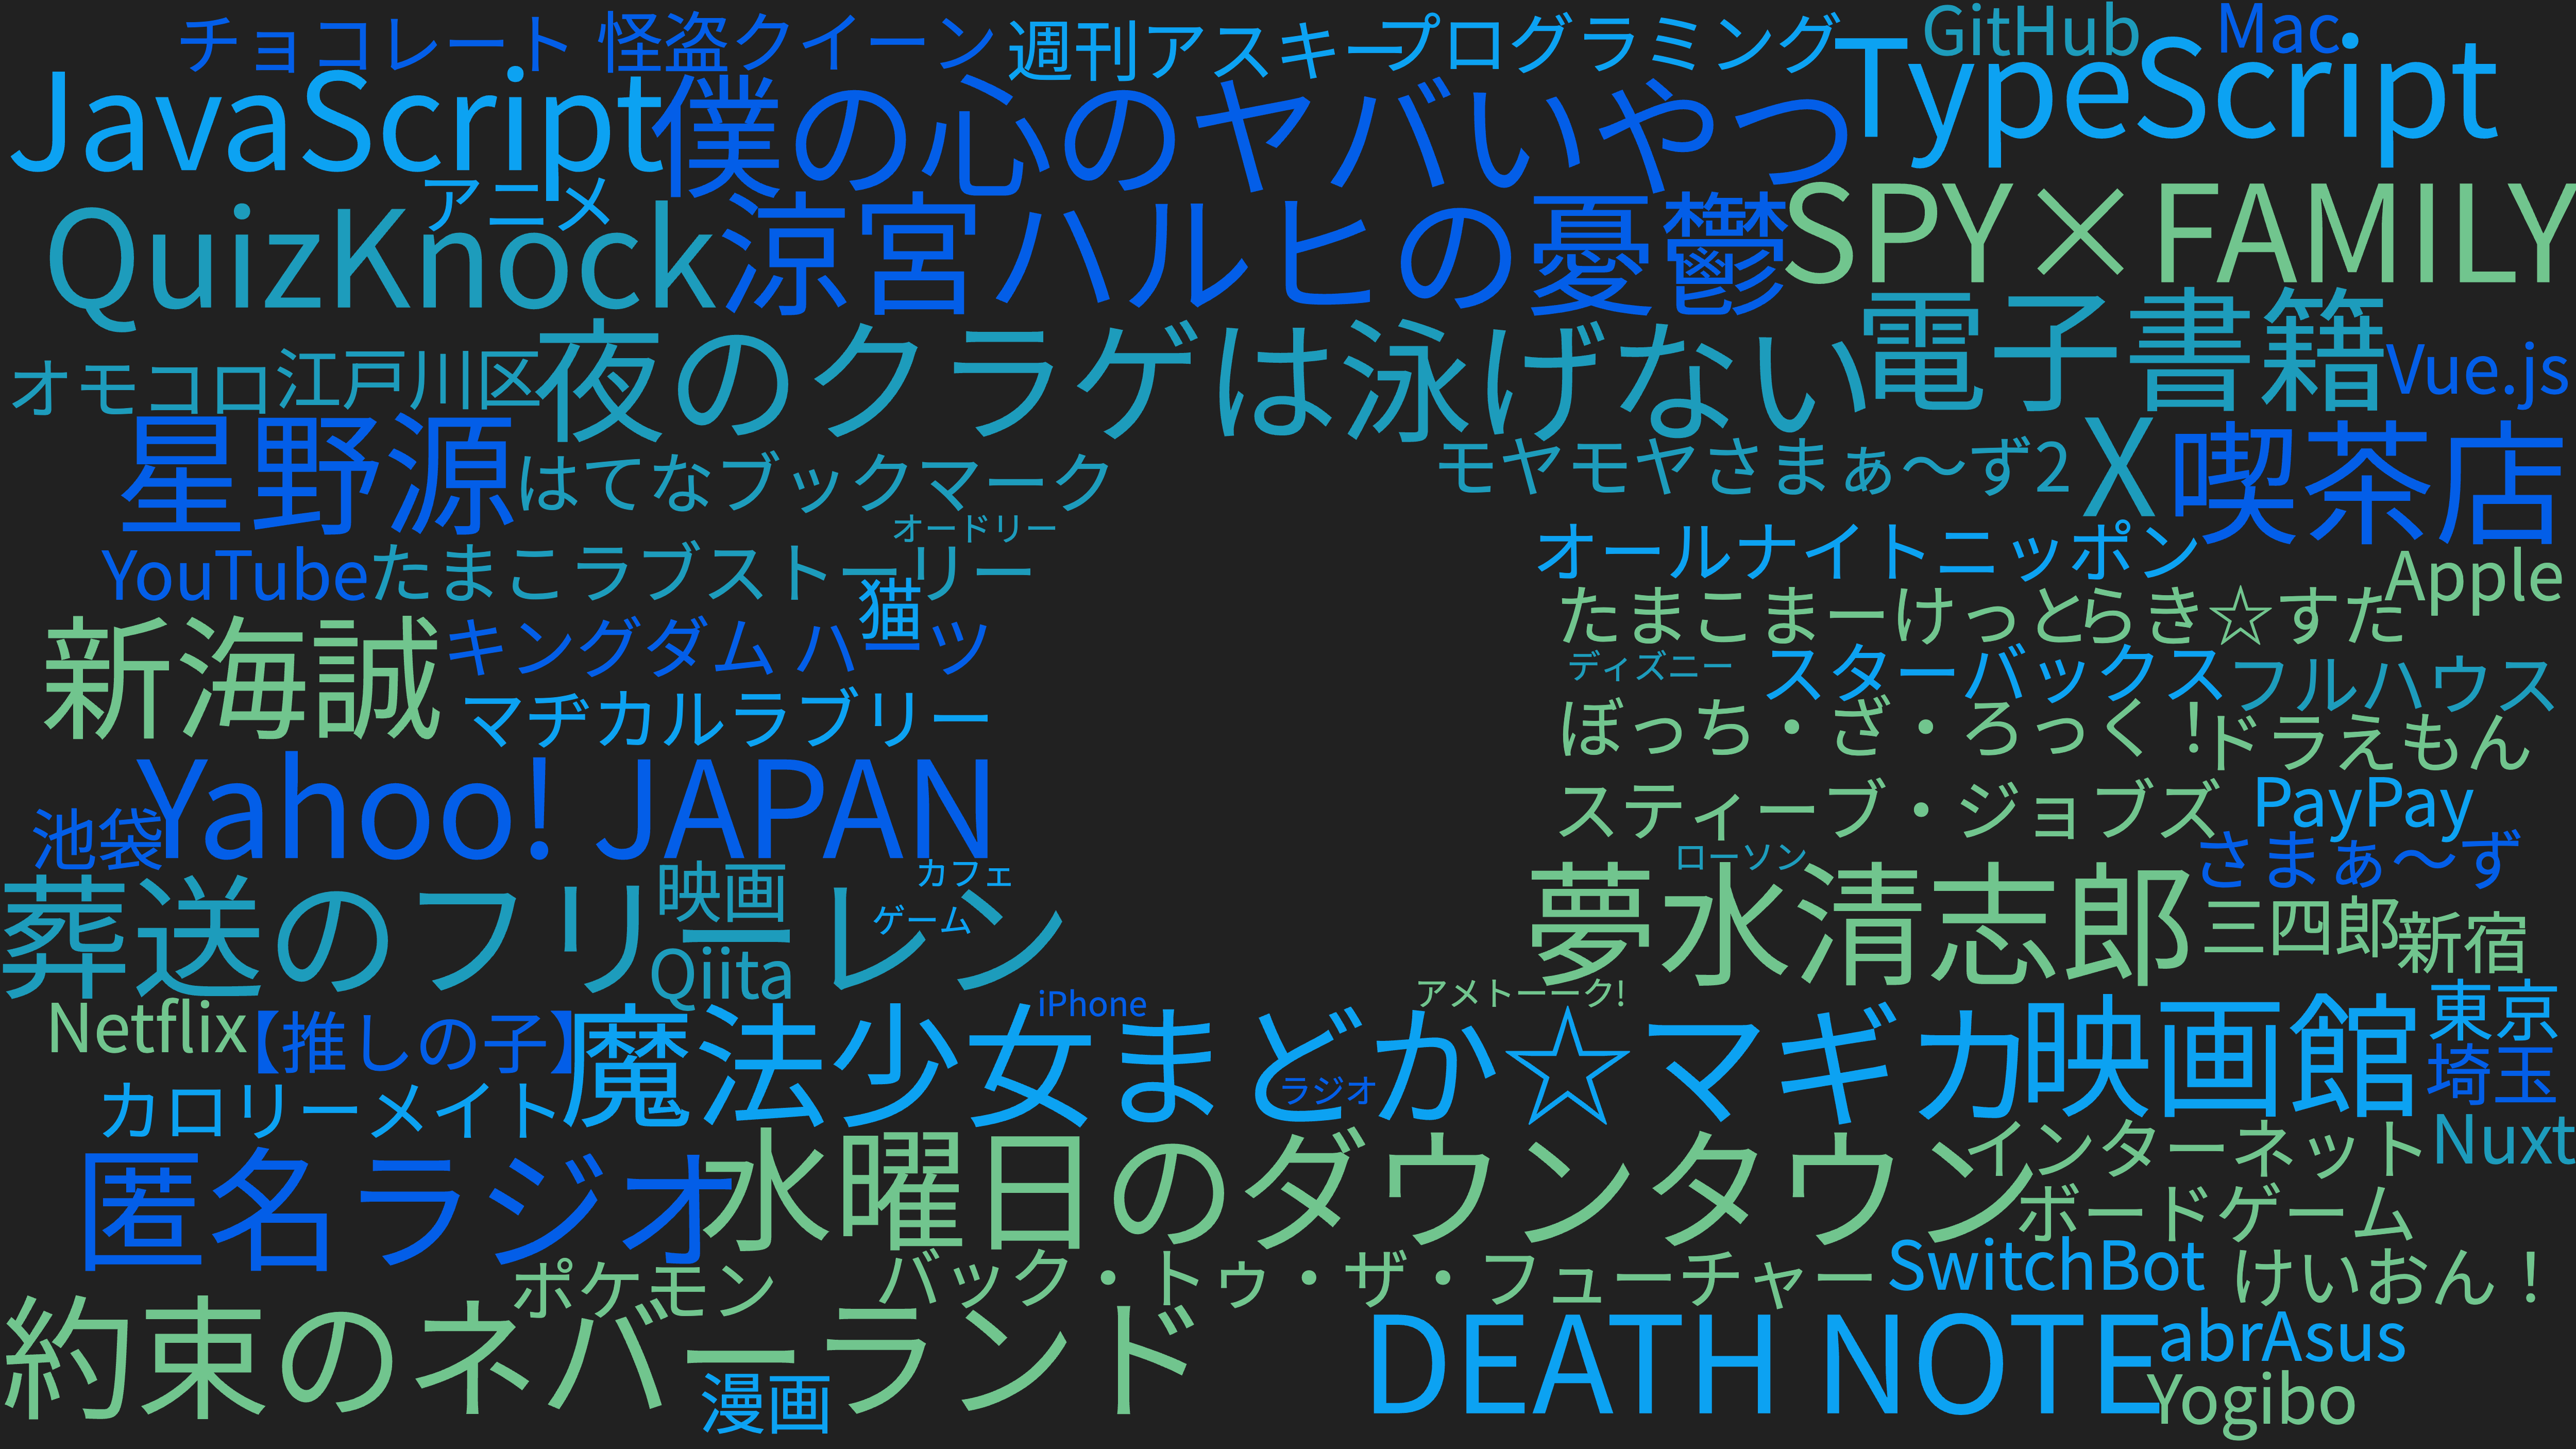 チョコレート
怪盗クイーン
週刊アスキー
プログラミング
GitHub
Mac
JavaScript
僕の心のヤバいやつ
TypeScript
アニメ
QuizKnock
涼宮ハルヒの憂鬱
SPY×FAMILY
オモコロ
江戸川区
夜のクラゲは泳げない
電子書籍
Vue.js
星野源
はてなブックマーク
モヤモヤさまぁ〜ず2
X
喫茶店
オードリー
オールナイトニッポン
YouTube
たまこラブストーリー
Apple
猫
たまこまーけっと
らき☆すた
新海誠
キングダム ハーツ
ディズニー
スターバックス
フルハウス
マヂカルラブリー
ぼっち・ざ・ろっく！
ドラえもん
Yahoo! JAPAN
スティーブ・ジョブズ
PayPay
池袋
ローソン
さまぁ〜ず
葬送のフリーレン
映画
カフェ
ゲーム
夢水清志郎
三四郎
新宿
Qiita
アメトーーク!
Netflix
【推しの子】
iPhone
東京
魔法少女まどか☆マギカ
映画館
埼玉
ラジオ
カロリーメイト
インターネット
Nuxt
匿名ラジオ
水曜日のダウンタウン
ボードゲーム
ポケモン
バック・トゥ・ザ・フューチャー
SwitchBot
けいおん！
約束のネバーランド
DEATH NOTE
abrAsus
漫画
Yogibo